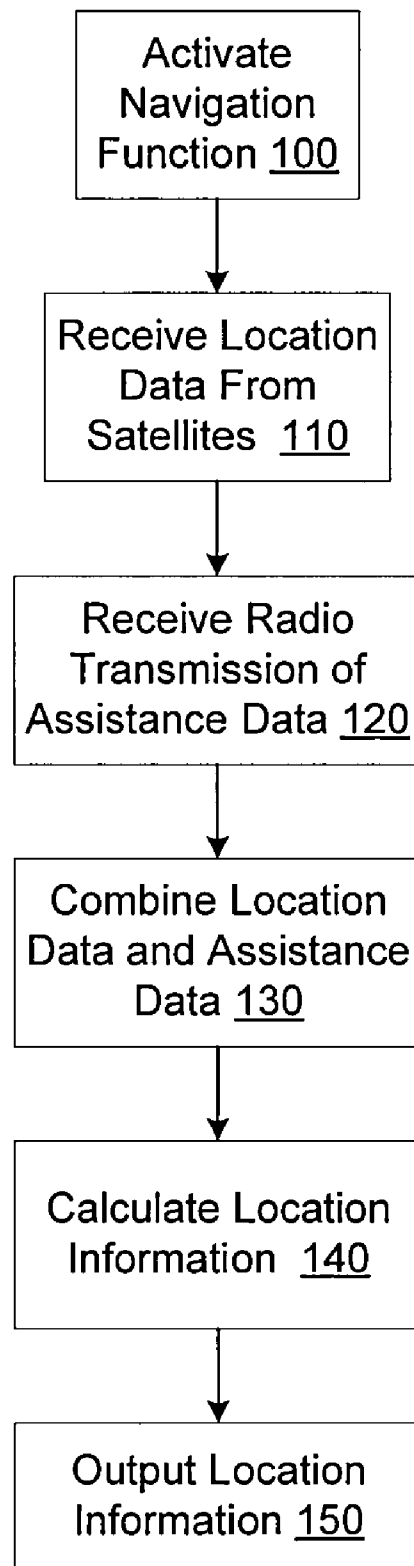 Activate
Navigation
Function 100
Receive Location
Data From
Satellites 110
Receive Radio
Transmission of
Assistance Data 120
Combine Location
Data and Assistance
Data 130
Calculate Location
Information 140
Output Location
Information 150